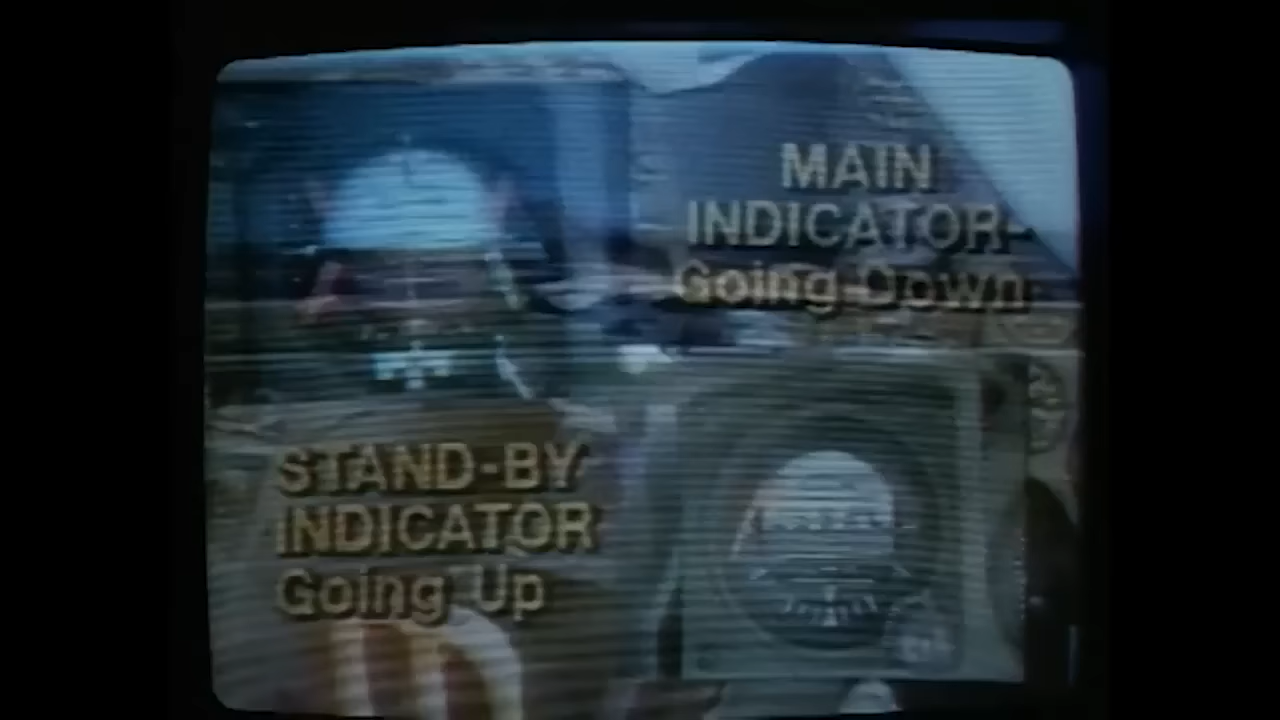 MAIN
INDICATOR-
Going Down
STAND-BY
INDICATOR
Going Up